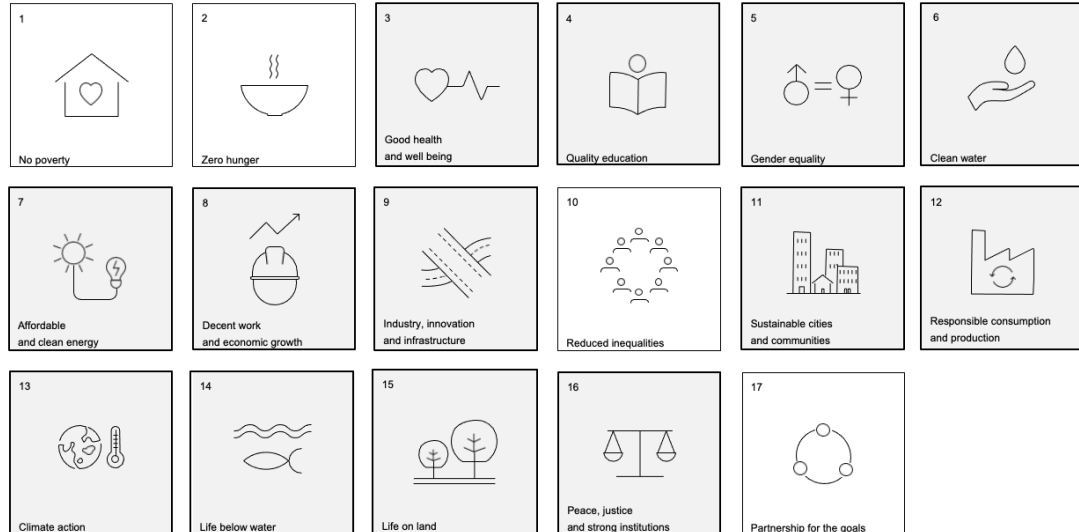 1
No poverty
2
Zero hunger
3
Good health
and well being
4
Quality education
5
Gender equality
6
Clean water
7
Affordable
and clean energy
8
Decent work
and economic growth
9
Industry, innovation
and infrastructure
10
Reduced inequalities
11
Sustainable cities
and communities
12
Responsible consumption
and production
13
Climate action
14
Life below water
15
Life on land
16
Peace, justice
and strong institutions
17
Partnership for the goals